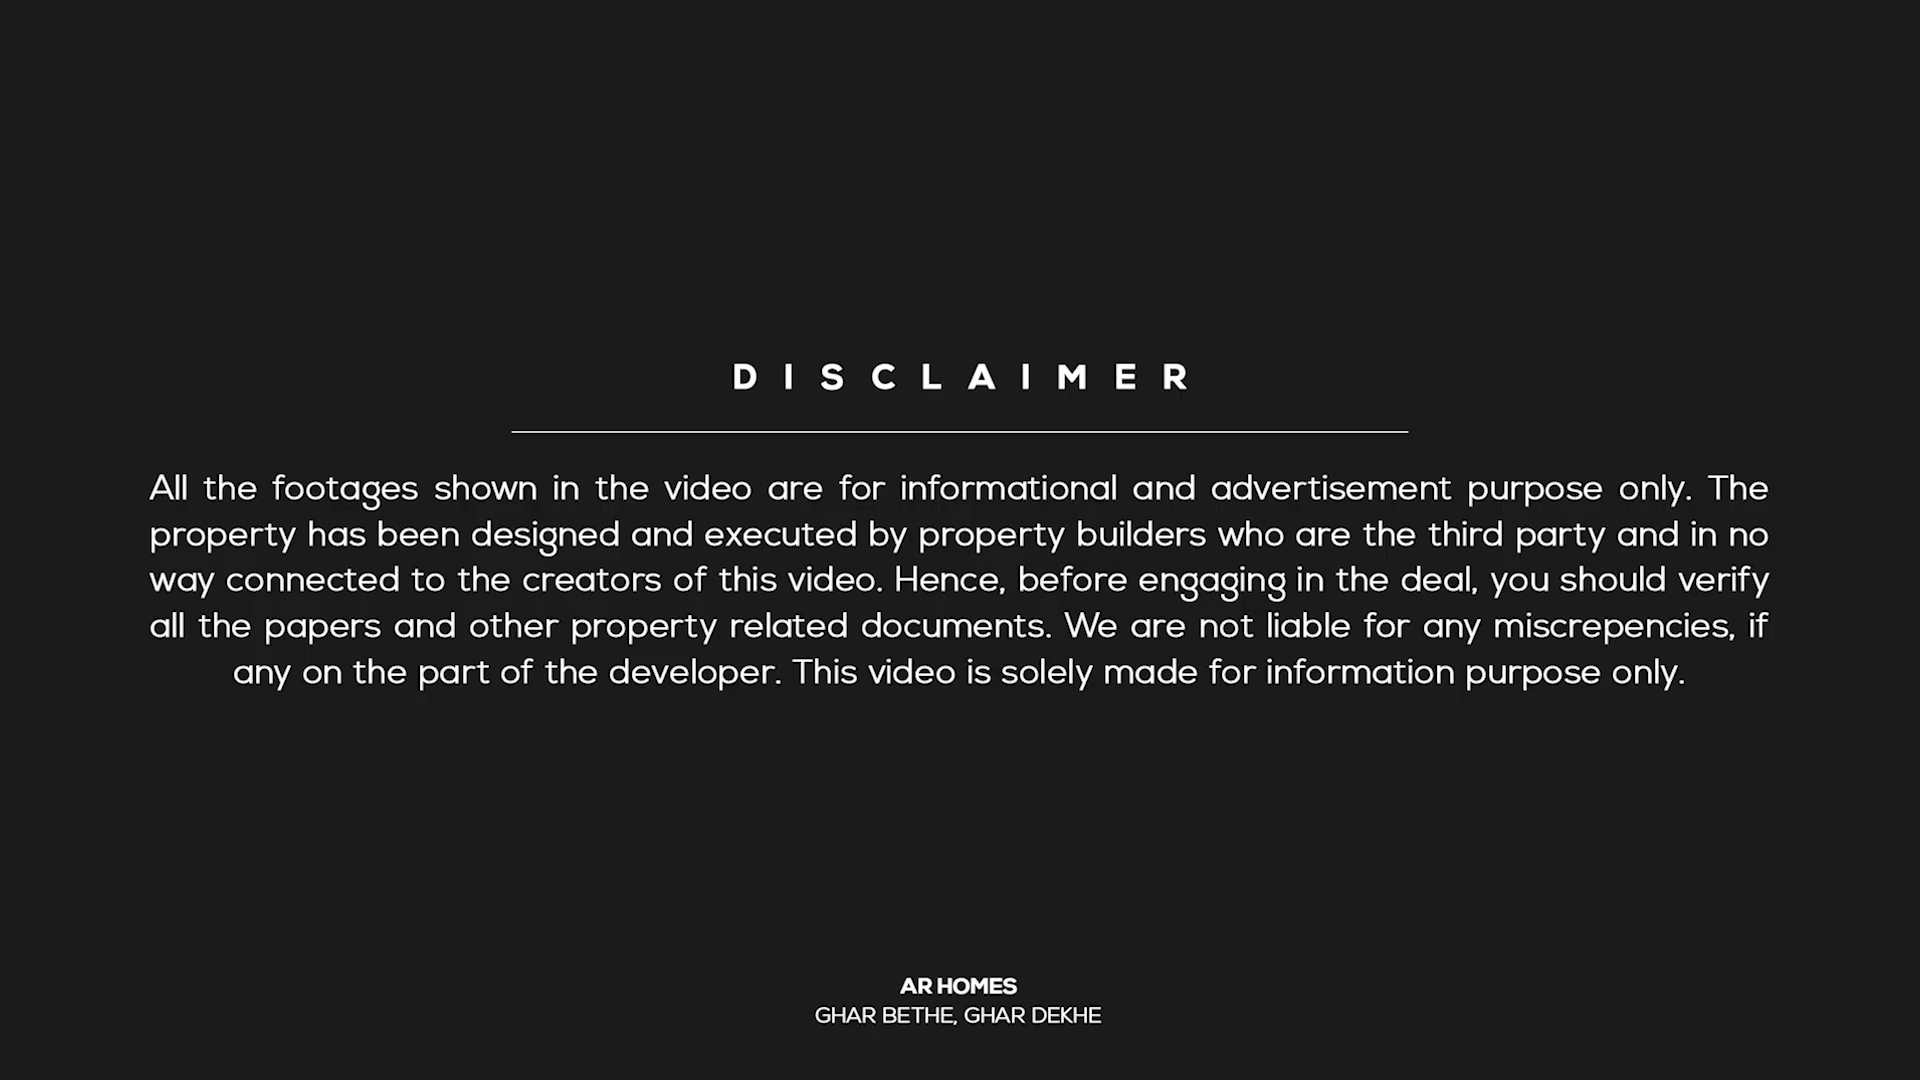 DISCLAIMER
All the footages shown in the video are for informational and advertisement purpose only. The
property has been designed and executed by property builders who are the third party and in no
way connected to the creators of this video. Hence, before engaging in the deal, you should verify
all the papers and other property related documents. We are not liable for any miscrepencies, if
any on the part of the developer. This video is solely made for information purpose only.
AR HOMES
GHAR BETHE, GHAR DEKHE